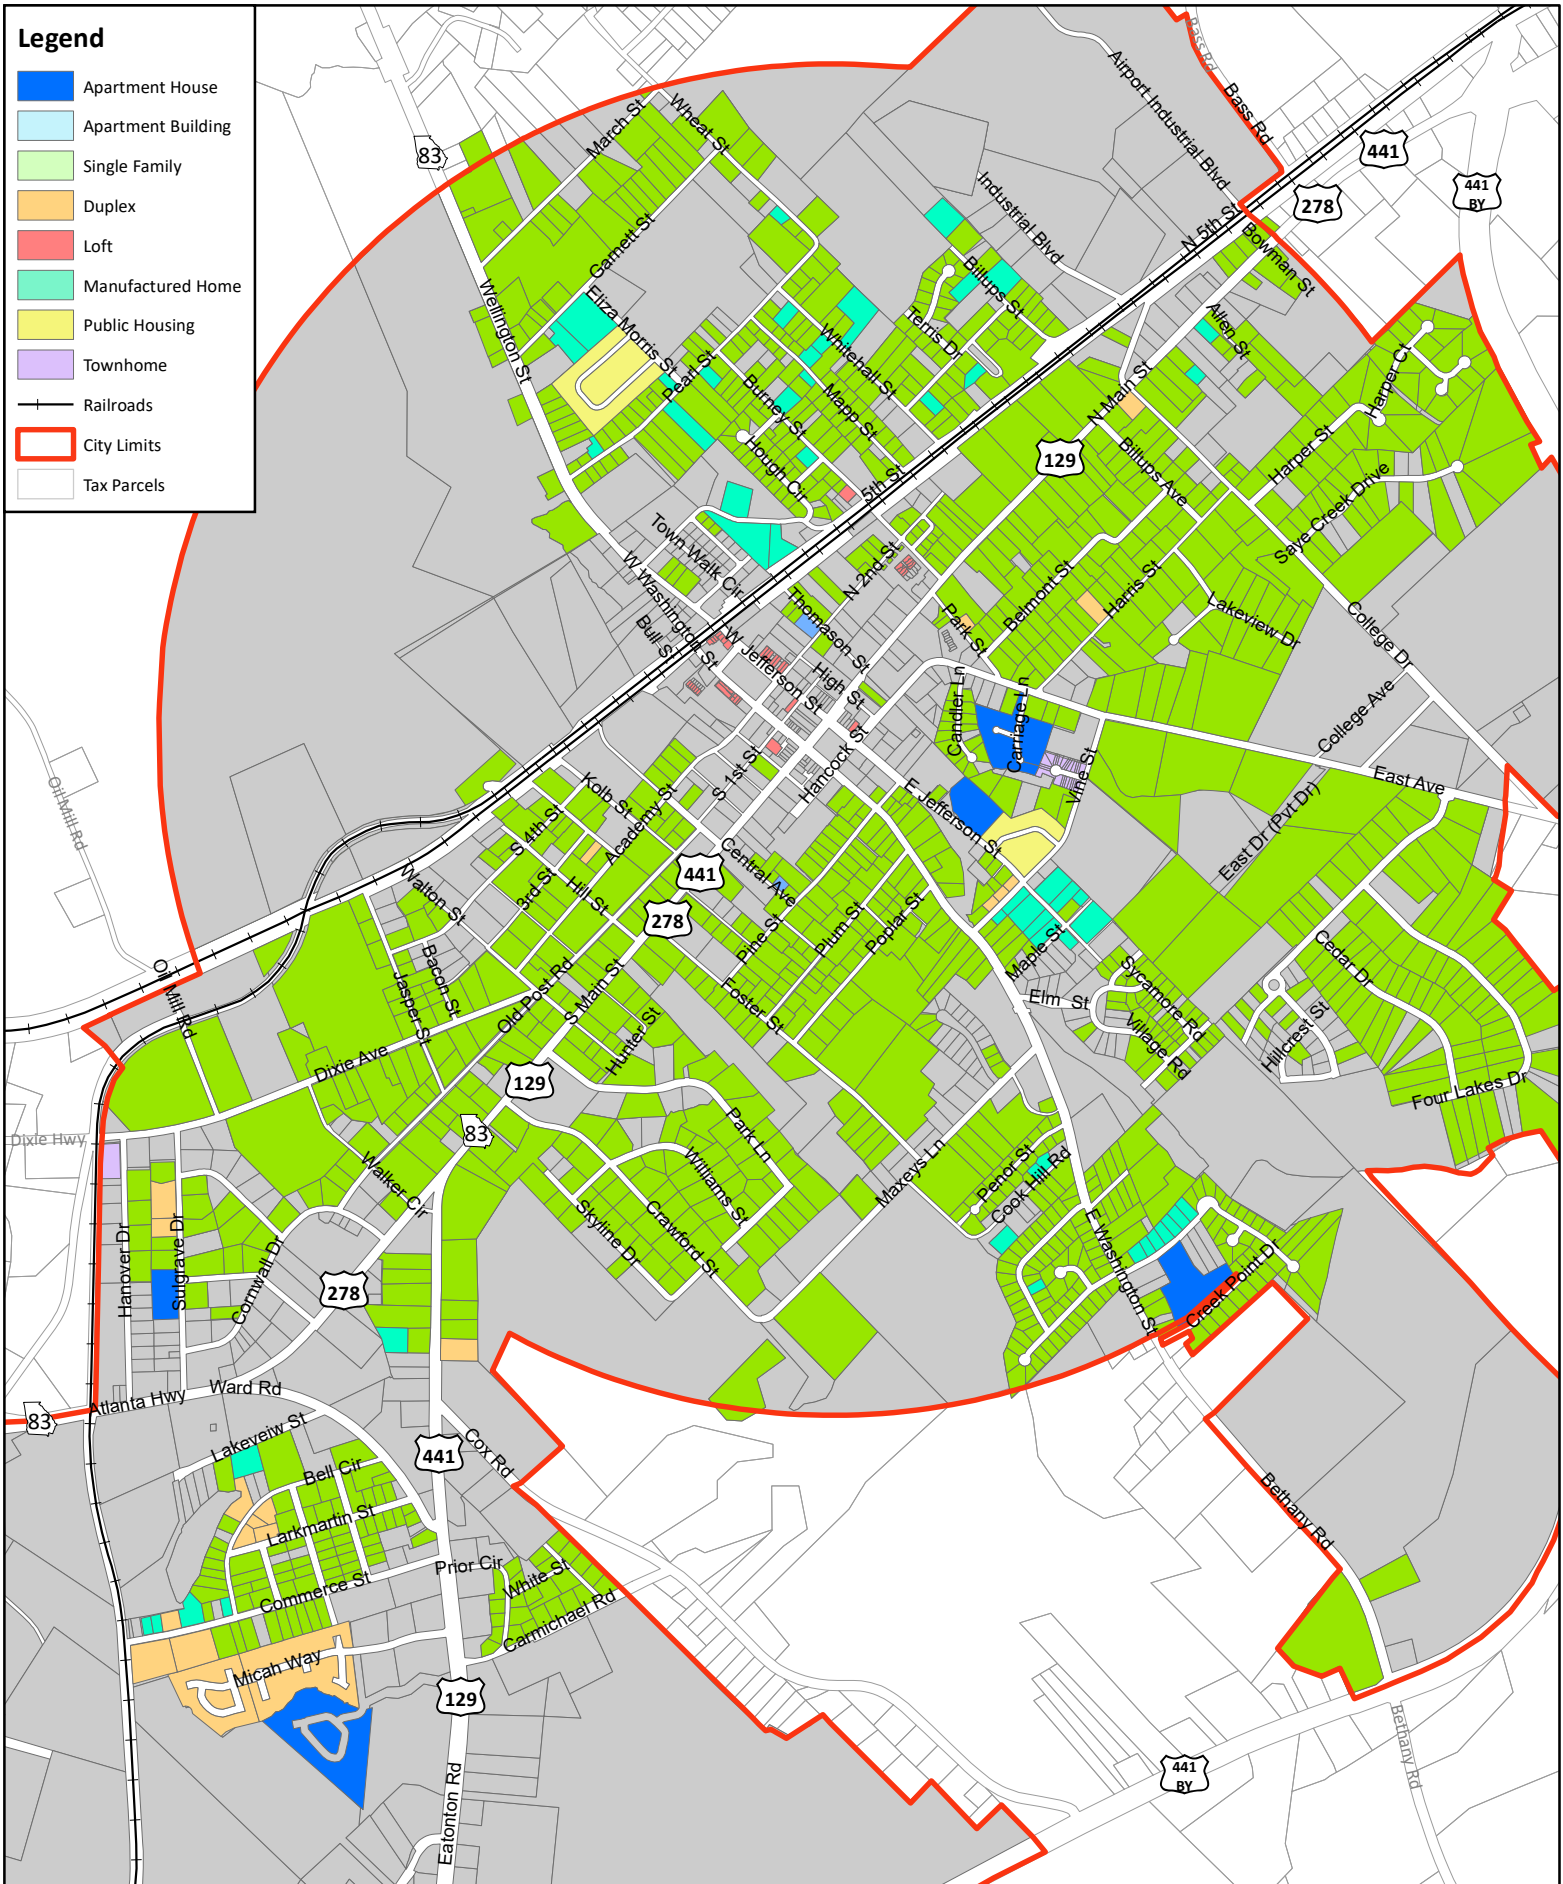 Legend
Apartment House
Apartment Building
Single Family
Duplex
Loft
Manufactured Home
Public Housing
Townhome
Railroads
City Limits
Tax Parcels
83
Bass Rd
Bass Rd
Airport Industrial Blvd
441
441
BY
278
March St
Wheat St
Industrial Blvd
N 5th St
Bowman St
Garnett St
Eliza Morris St
Wellington St
Billups St
Terris Dr
Allen St
Whitehall St
Pearl St
Burney St
Mapp St
Hough Cir
5th St
N Main St
Harper Ct
129
Billups Ave
Harper St
Saye Creek Drive
Town Walk Cir
W Washington St
Bull St
N 2nd St
Thomason St
W Jefferson St
High St
Park St
Belmont St
Harris St
Lakeview Dr
College Dr
Candler Ln
Carriage Ln
Vine St
College Ave
East Ave
East Dr (Pvt Dr)
Hancock St
S 1st St
E Jefferson St
Oil Mill Rd
Kolb St
Academy St
S 4th St
3rd St
Hill St
441
278
Central Ave
Pine St
Plum St
Poplar St
Walton St
Bacon St
Jasper St
Old Post Rd
S Main St
Foster St
Hunter St
Maple St
Elm St
Sycamore Rd
Village Rd
Cedar Dr
Hillcrest St
Four Lakes Dr
Oil Mill Rd
Dixie Ave
Dixie Hwy
129
83
Park Ln
Williams St
Walker Cir
Skyline Dr
Crawford St
Maxeys Ln
Penor St
Cook Hill Rd
E Washington St
Creek Point Dr
Hanover Dr
Sulgrave Dr
Cornwall Dr
278
83
Atlanta Hwy
Ward Rd
Lakeveiw St
Bell Cir
Larkmartin St
Commerce St
441
Cox Rd
Prior Cir
White St
Carmichael Rd
Micah Way
129
Eatonton Rd
Bethany Rd
Bethany Rd
441
BY